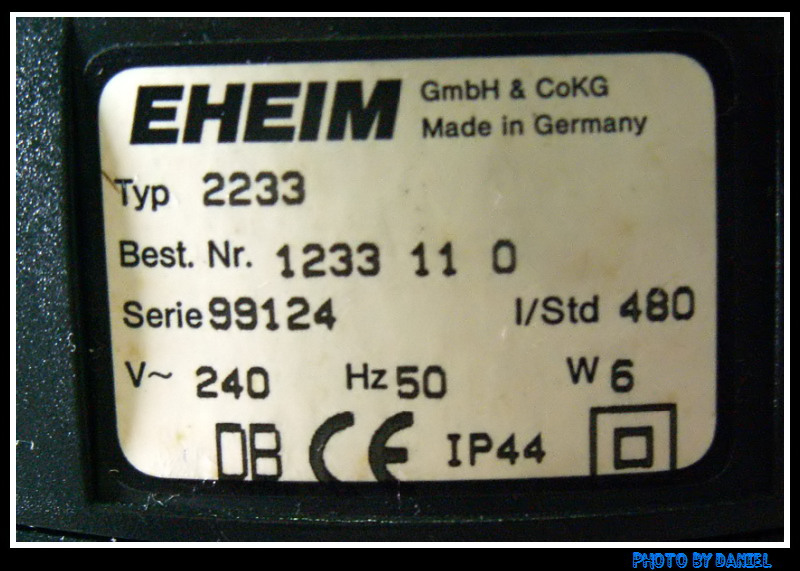 EHEIM GmbH & CoKG
Made in Germany
Typ 2233
Best. Nr. 1233 11 0
Serie 99124 l/Std 480
V~ 240 Hz 50 W 6
DB CE IP44
PHOTO BY DANIEL